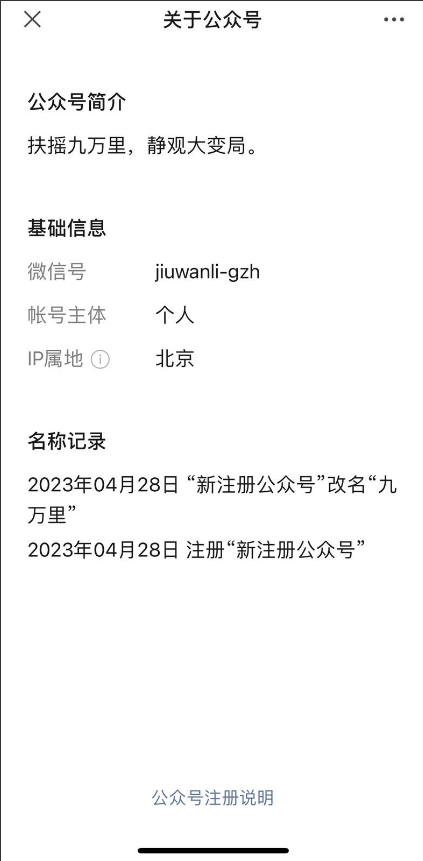 关于公众号
公众号简介
扶摇九万里，静观大变局。
基础信息
微信号 jiuwanli-gzh
帐号主体 个人
IP属地 北京
名称记录
2023年04月28日 “新注册公众号”改名“九
万里”
2023年04月28日 注册“新注册公众号”
公众号注册说明